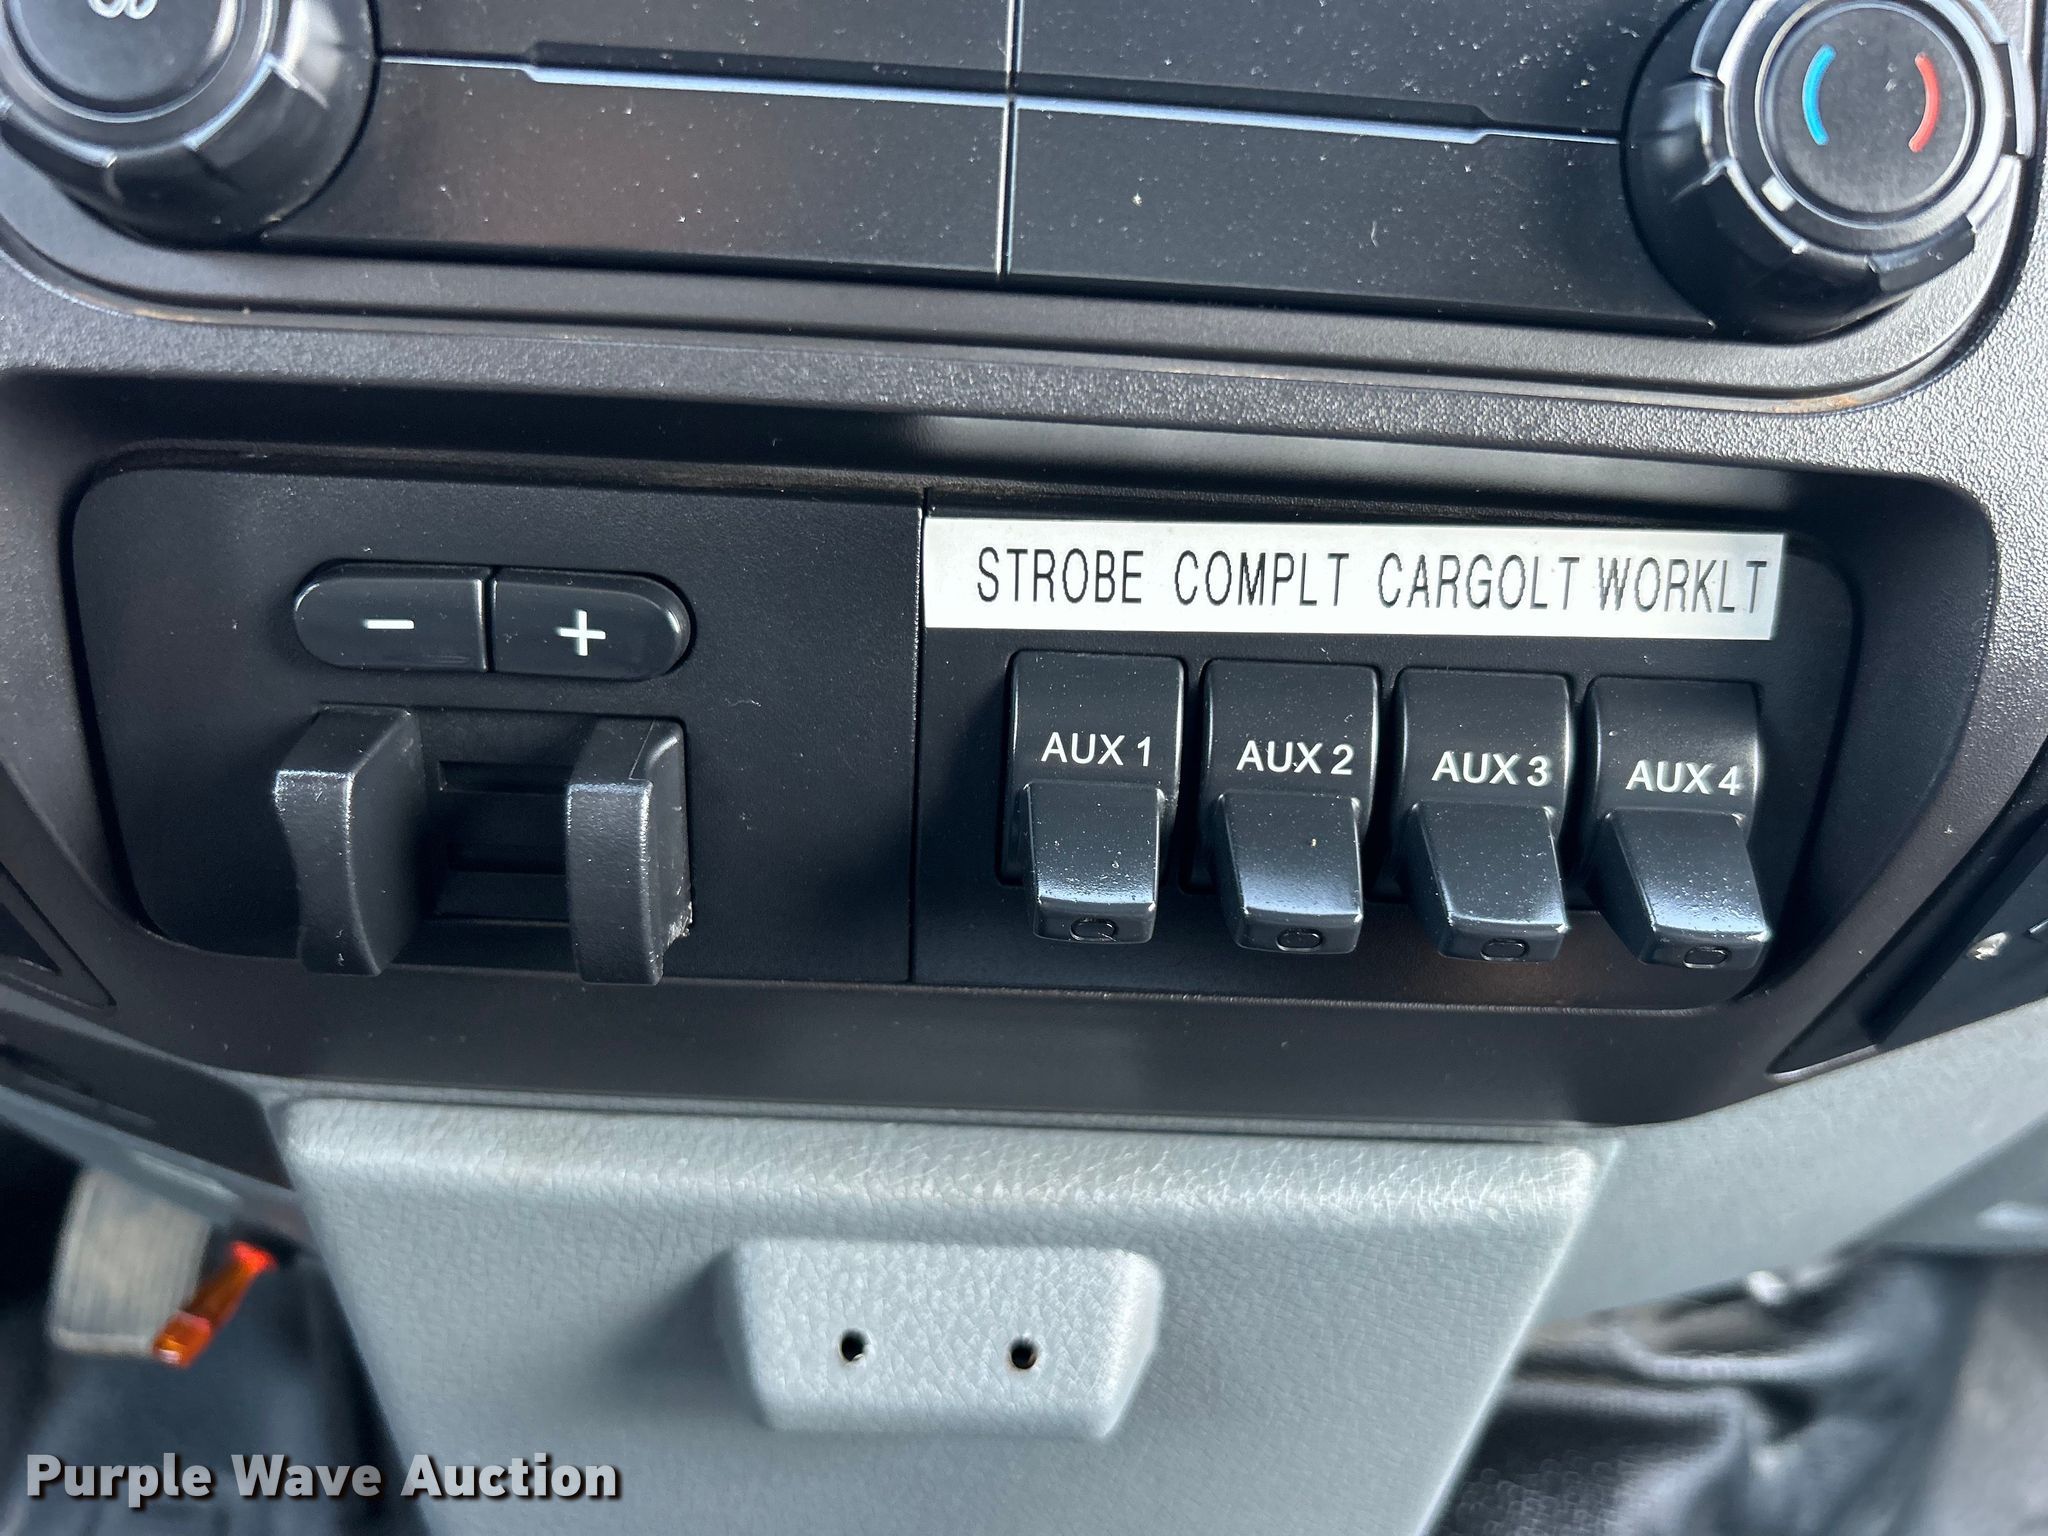 STROBE COMPLT CARGOLT WORKLT
- +
AUX 1 AUX 2 AUX 3 AUX 4
Purple Wave Auction